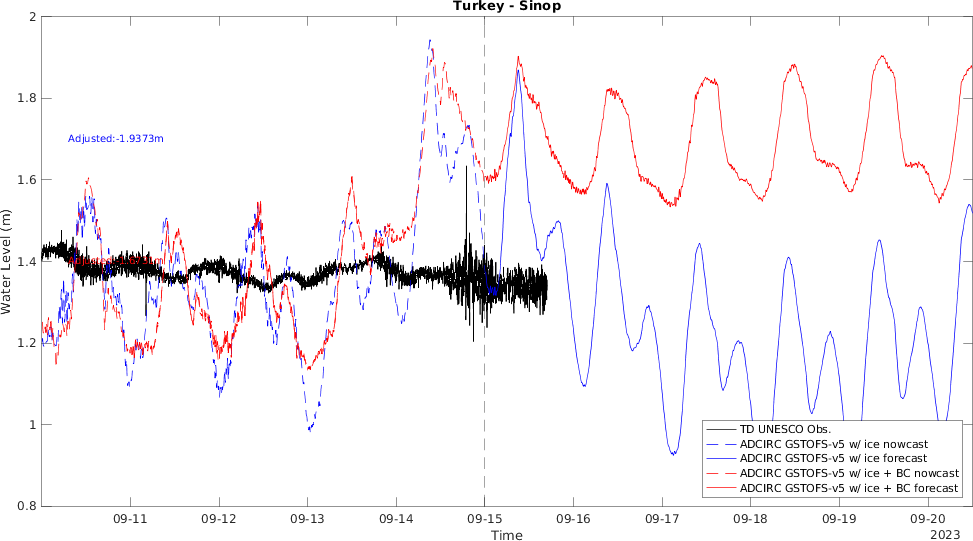 Turkey - Sinop
2
1.8
1.6
1.4
1.2
1
0.8
Water Level (m)
Adjusted:-1.9373m
TD UNESCO Obs.
ADCIRC GSTOFS-v5 w/ ice nowcast
ADCIRC GSTOFS-v5 w/ ice forecast
ADCIRC GSTOFS-v5 w/ ice + BC nowcast
ADCIRC GSTOFS-v5 w/ ice + BC forecast
09-11 09-12 09-13 09-14 09-15 09-16 09-17 09-18 09-19 09-20
Time
2023